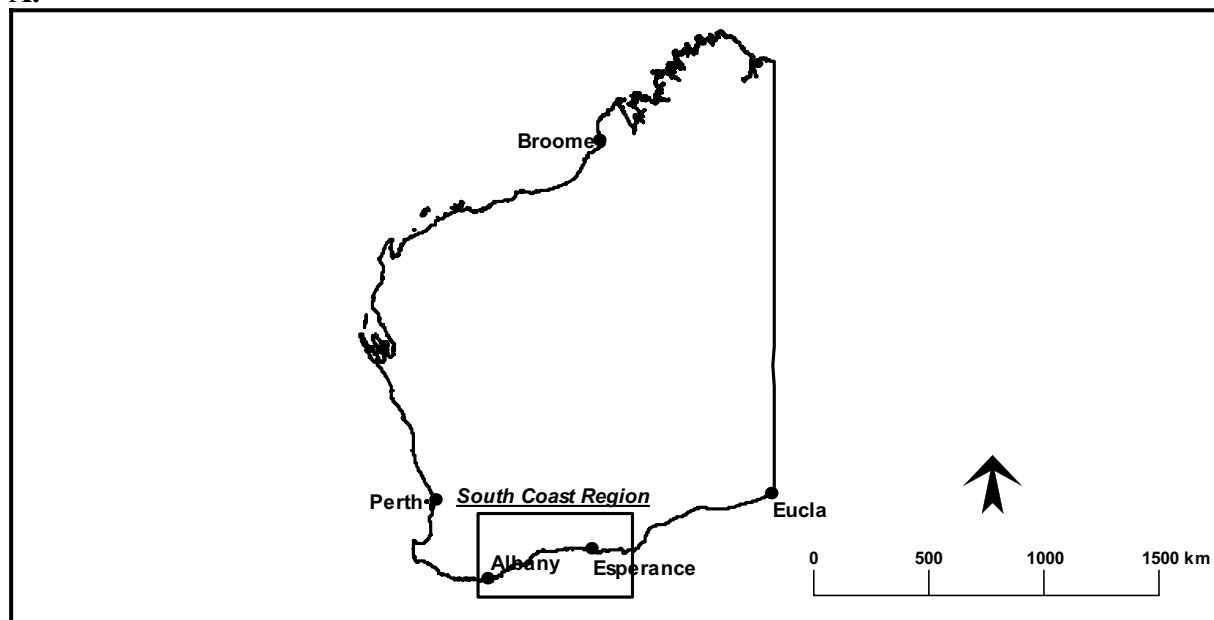 Broome
South Coast Region
Perth
Eucla
Albany
Esperance
0 500 1000 1500 km